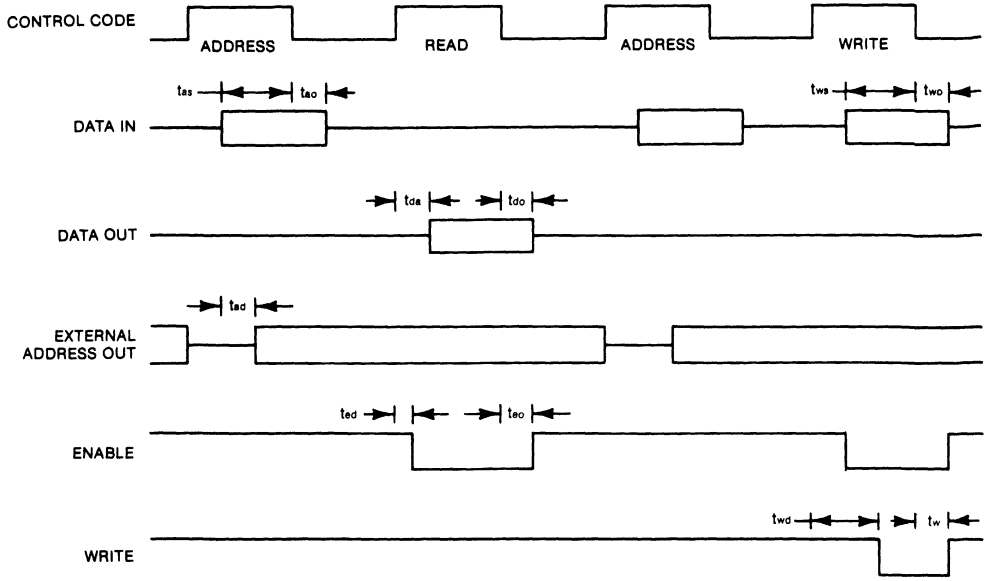 CONTROL CODE
ADDRESS
READ
ADDRESS
WRITE
tas
tao
tws
two
DATA IN
tda
tdo
DATA OUT
tad
EXTERNAL
ADDRESS OUT
ted
teo
ENABLE
twd
tw
WRITE